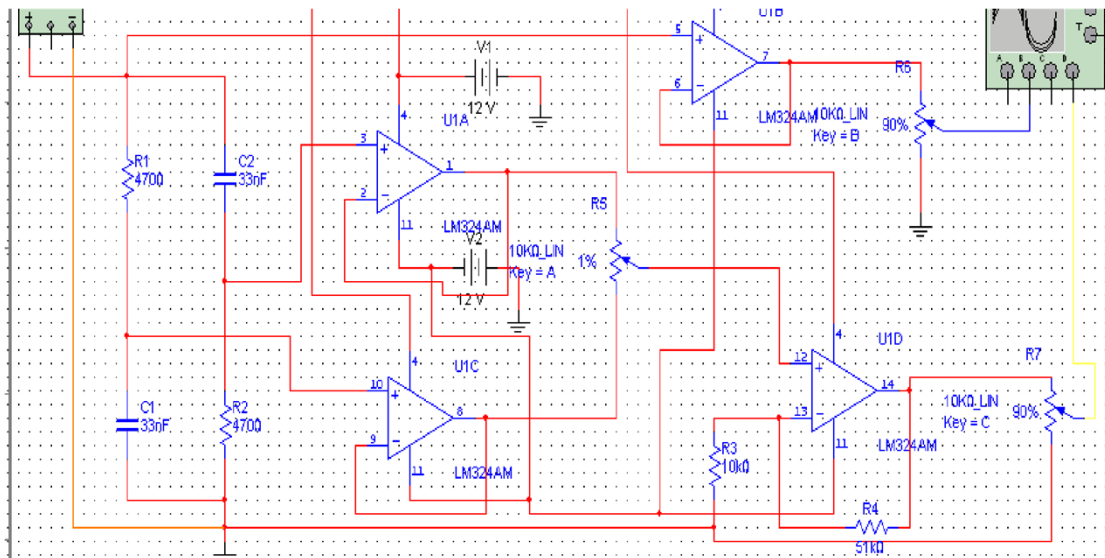 U1B
T
V1
5
7
A B C D
6
R6
12 V
11
LM324AM
10KΩ_LIN
Key = B
90%
U1A
4
R1
470Ω
C2
33nF
3
1
2
11
LM324AM
R5
V2
10KΩ_LIN
Key = A
1%
12 V
4
U1D
U1C
4
12
14
R7
10
8
13
10KΩ_LIN
Key = C
90%
C1
33nF
R2
470Ω
9
11
LM324AM
R3
10kΩ
11
LM324AM
R4
51kΩ